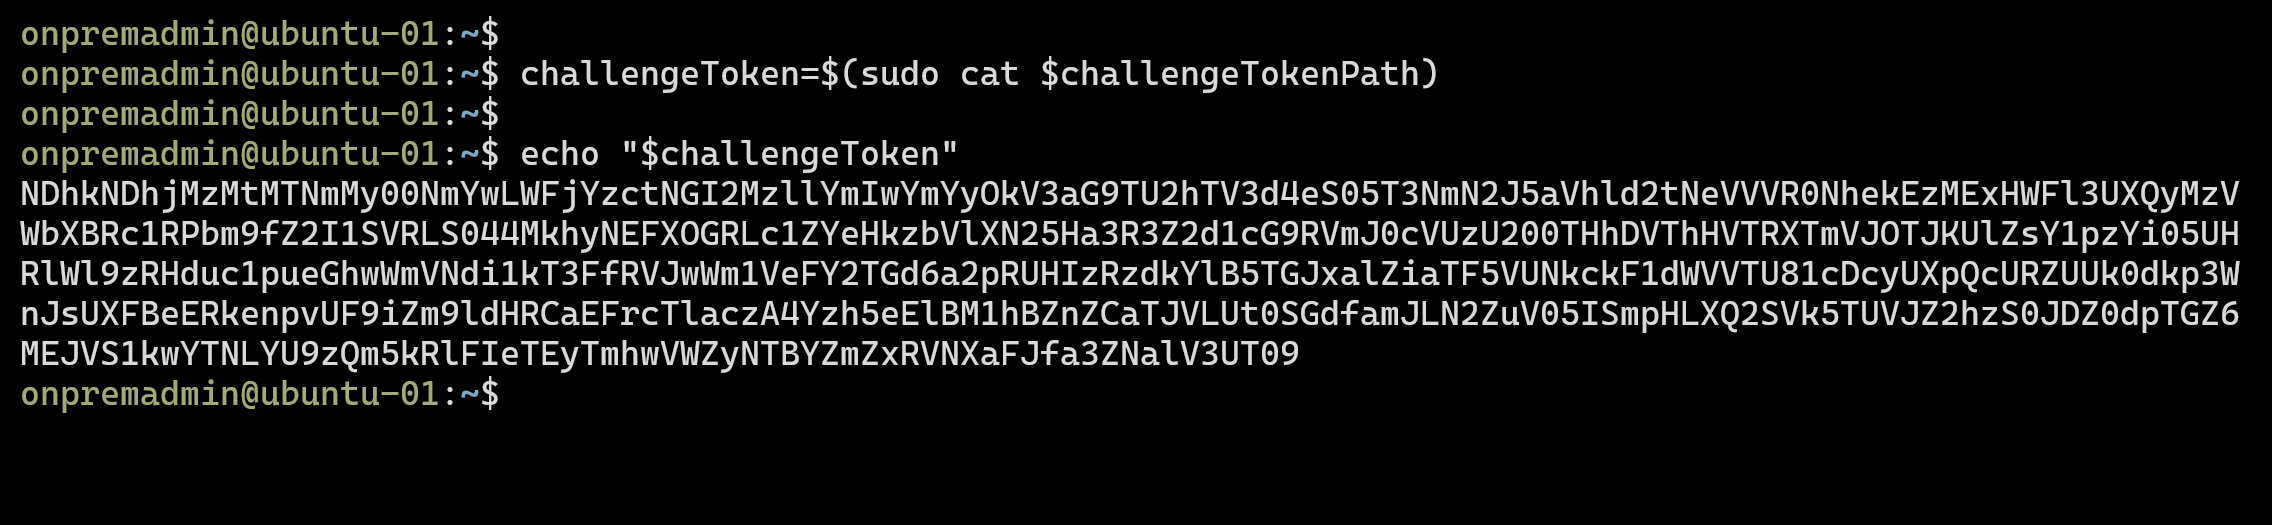 onpremadmin@ubuntu-01:~$
onpremadmin@ubuntu-01:~$ challengeToken=$(sudo cat $challengeTokenPath)
onpremadmin@ubuntu-01:~$
onpremadmin@ubuntu-01:~$ echo "$challengeToken"
NDhkNDhjMzMtMTNmMy00NmYwLWFjYzctNGI2MzllYmIwYmYyOkV3aG9TU2hTV3d4eS05T3NmN2J5aVhld2tNeVVVR0NhekEzMExHWFl3UXQyMzV
WbXBRc1RPbm9fZ2I1SVRLS044MkhyNEFXOGRLc1ZYeHkzbVlXN25Ha3R3Z2d1cG9RVmJ0cVUzU200THhDVThHVTRXTmVJOTJKUlZsY1pzYi05UH
RlWl9zRHduc1pueGhwWmVNdi1kT3FfRVJwWm1VeFY2TGd6a2pRUHIzRzdkYlB5TGJxalZiaTF5VUNkckF1dWVVTU81cDcyUXpQcURZUUk0dkp3W
nJsUXFBeERkenpvUF9iZm9ldHRCaEFrcTlaczA4Yzh5eElBM1hBZnZCaTJVLUt0SGdfamJLN2ZuV05ISmpHLXQ2SVk5TUVJZ2hzS0JDZ0dpTGZ6
MEJVS1kwYTNLYU9zQm5kRlFIeTEyTmhwVWZyNTBYZmZxRVNXaFJfa3ZNalV3UT09
onpremadmin@ubuntu-01:~$